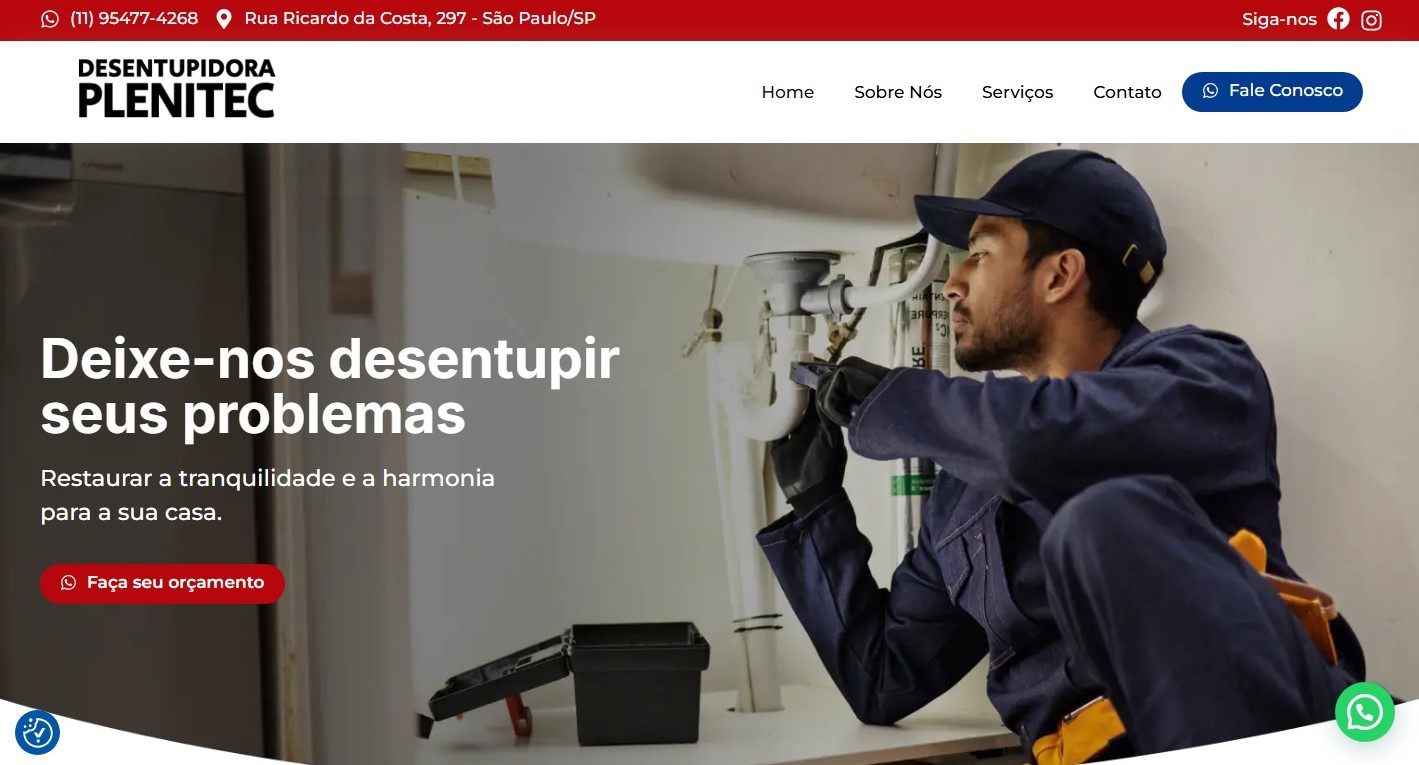 (11) 95477-4268 Rua Ricardo da Costa, 297 - São Paulo/SP Siga-nos
DESENTUPIDORA
PLENITEC
Home Sobre Nós Serviços Contato Fale Conosco
Deixe-nos desentupir
seus problemas
Restaurar a tranquilidade e a harmonia
para a sua casa.
Faça seu orçamento